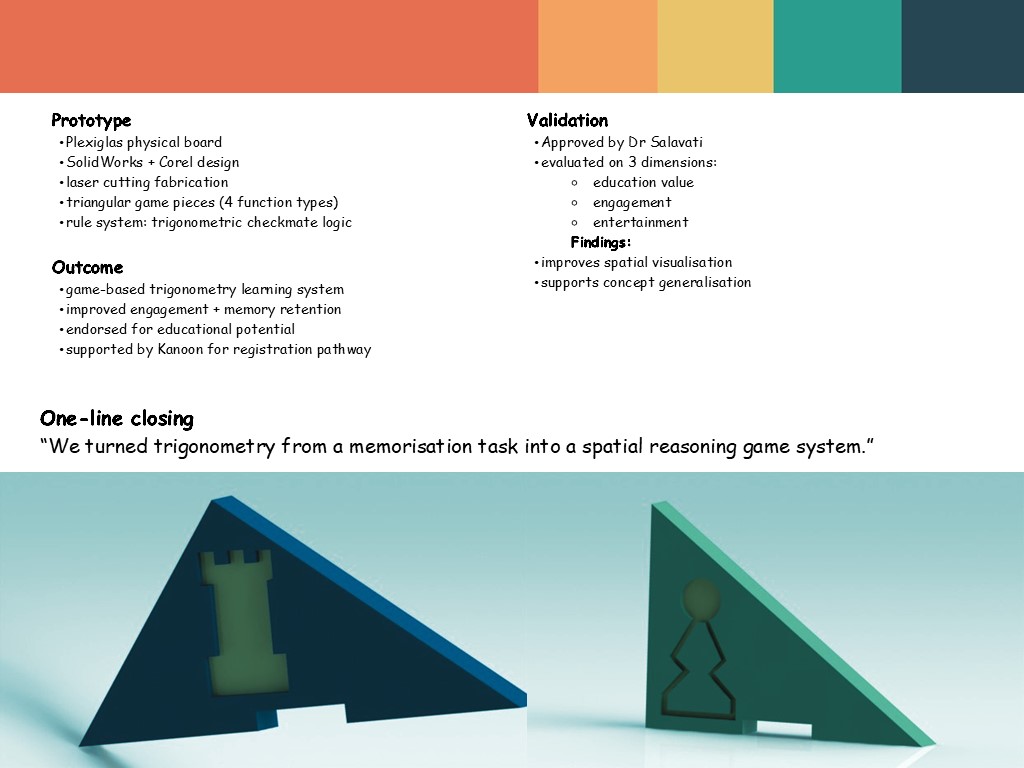 Prototype
•Plexiglas physical board
•SolidWorks + Corel design
•laser cutting fabrication
•triangular game pieces (4 function types)
•rule system: trigonometric checkmate logic
Outcome
•game-based trigonometry learning system
•improved engagement + memory retention
•endorsed for educational potential
•supported by Kanoon for registration pathway
Validation
•Approved by Dr Salavati
•evaluated on 3 dimensions:
○ education value
○ engagement
○ entertainment
Findings:
•improves spatial visualisation
•supports concept generalisation
One-line closing
“We turned trigonometry from a memorisation task into a spatial reasoning game system.”